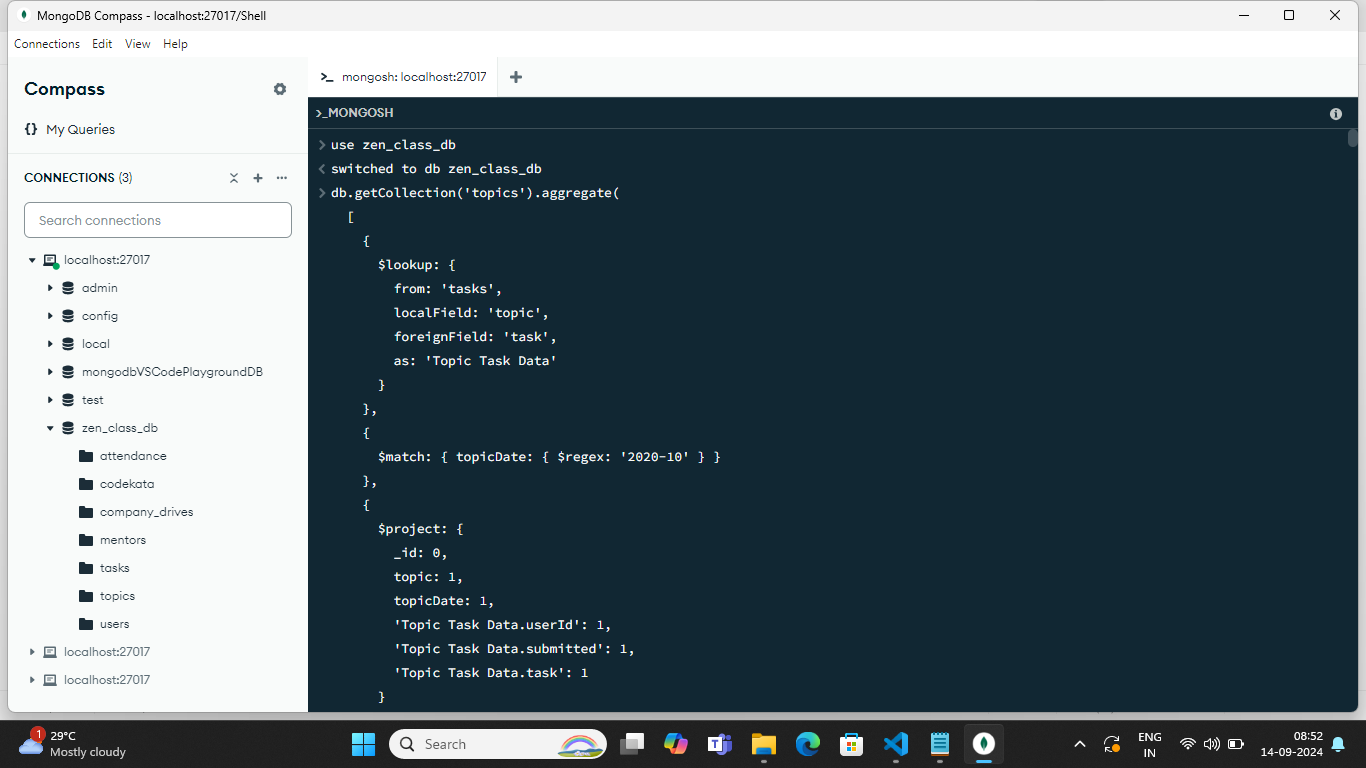 MongoDB Compass - localhost:27017/Shell
Connections Edit View Help
Compass
{} My Queries
CONNECTIONS (3)
Search connections
localhost:27017
admin
config
local
mongodbVSCodePlaygroundDB
test
zen_class_db
attendance
codekata
company_drives
mentors
tasks
topics
users
localhost:27017
localhost:27017
>_ mongosh: localhost:27017 +
>_MONGOSH
> use zen_class_db
< switched to db zen_class_db
> db.getCollection('topics').aggregate(
[
{
$lookup: {
from: 'tasks',
localField: 'topic',
foreignField: 'task',
as: 'Topic Task Data'
}
},
{
$match: { topicDate: { $regex: '2020-10' } }
},
{
$project: {
_id: 0,
topic: 1,
topicDate: 1,
'Topic Task Data.userId': 1,
'Topic Task Data.submitted': 1,
'Topic Task Data.task': 1
}
1
29°C
Mostly cloudy
Search
ENG
IN
08:52
14-09-2024